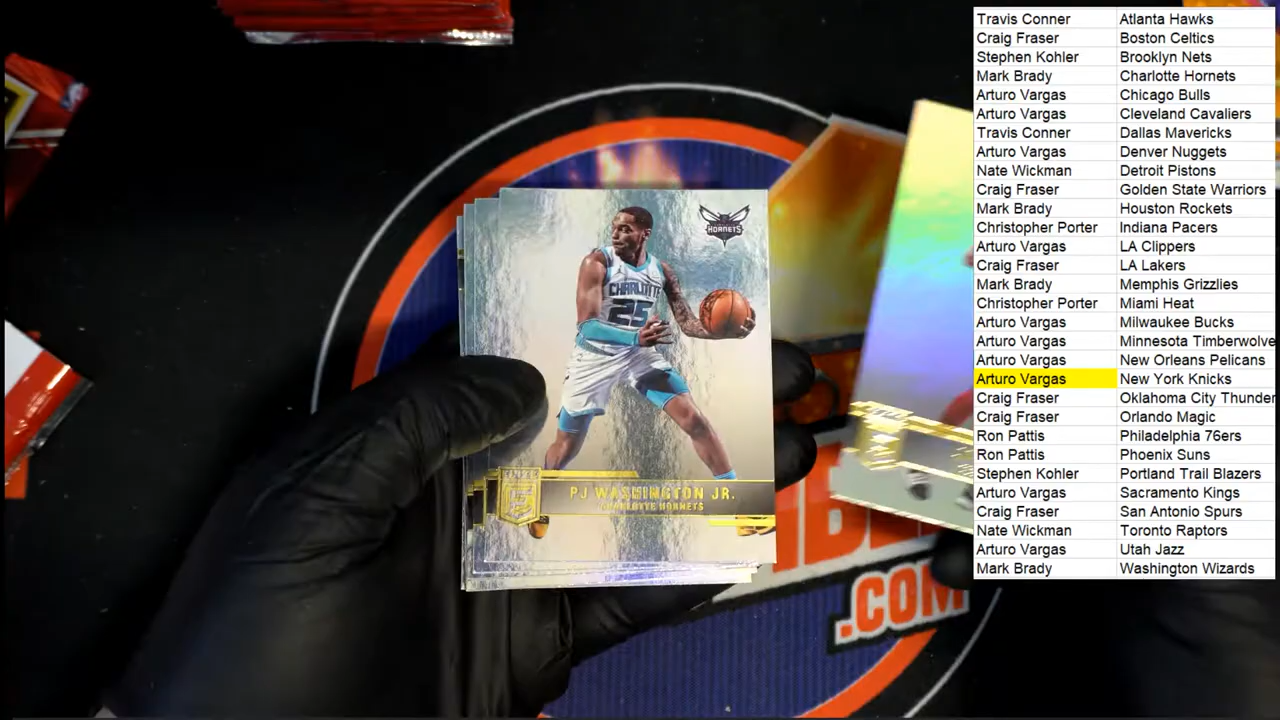 Travis Conner Atlanta Hawks
Craig Fraser Boston Celtics
Stephen Kohler Brooklyn Nets
Mark Brady Charlotte Hornets
Arturo Vargas Chicago Bulls
Arturo Vargas Cleveland Cavaliers
Travis Conner Dallas Mavericks
Arturo Vargas Denver Nuggets
Nate Wickman Detroit Pistons
Craig Fraser Golden State Warriors
Mark Brady Houston Rockets
Christopher Porter Indiana Pacers
Arturo Vargas LA Clippers
Craig Fraser LA Lakers
Mark Brady Memphis Grizzlies
Christopher Porter Miami Heat
Arturo Vargas Milwaukee Bucks
Arturo Vargas Minnesota Timberwolve
Arturo Vargas New Orleans Pelicans
Arturo Vargas New York Knicks
Craig Fraser Oklahoma City Thunder
Craig Fraser Orlando Magic
Ron Pattis Philadelphia 76ers
Ron Pattis Phoenix Suns
Stephen Kohler Portland Trail Blazers
Arturo Vargas Sacramento Kings
Craig Fraser San Antonio Spurs
Nate Wickman Toronto Raptors
Arturo Vargas Utah Jazz
Mark Brady Washington Wizards
HORNETS
CHARLOTTE
25
PJ WASHINGTON JR.
CHARLOTTE HORNETS
.COM